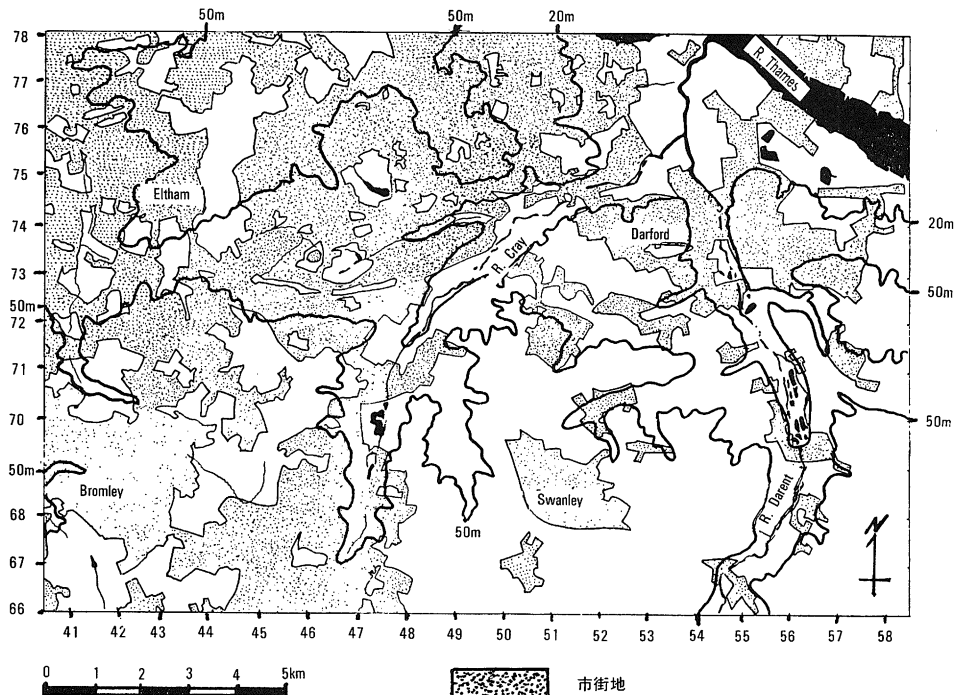 50m 50m 20m
78
77
76
75
74
73
50m
72
71
70
50m
68
67
66
R. Thames
Eltham
Darford
R. Cray
20m
50m
50m
Bromley
Swanley
R. Darent
50m
N
41 42 43 44 45 46 47 48 49 50 51 52 53 54 55 56 57 58
0 1 2 3 4 5km
市街地